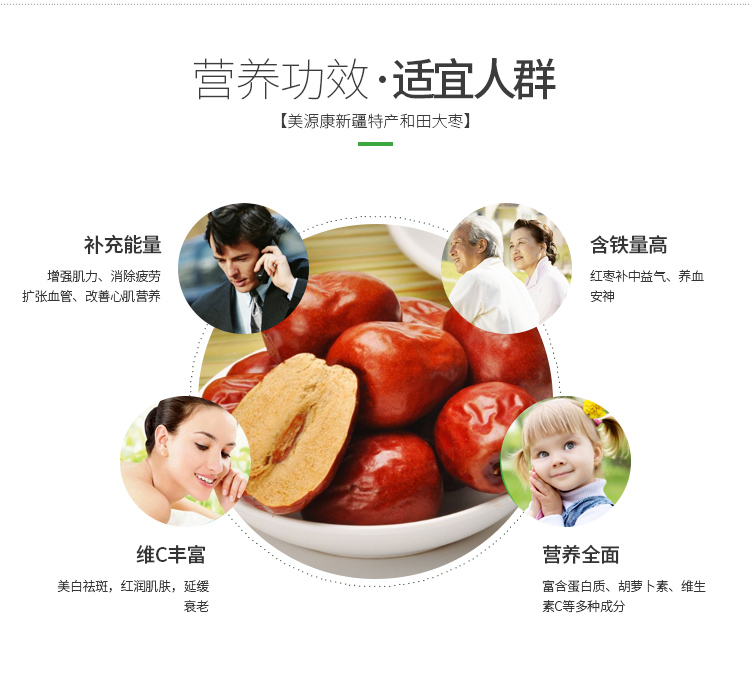 营养功效·适宜人群
【美源康新疆特产和田大枣】
补充能量
增强肌力、消除疲劳
扩张血管、改善心肌营养
含铁量高
红枣补中益气、养血
安神
维C丰富
美白祛斑，红润肌肤，延缓
衰老
营养全面
富含蛋白质、胡萝卜素、维生
素C等多种成分